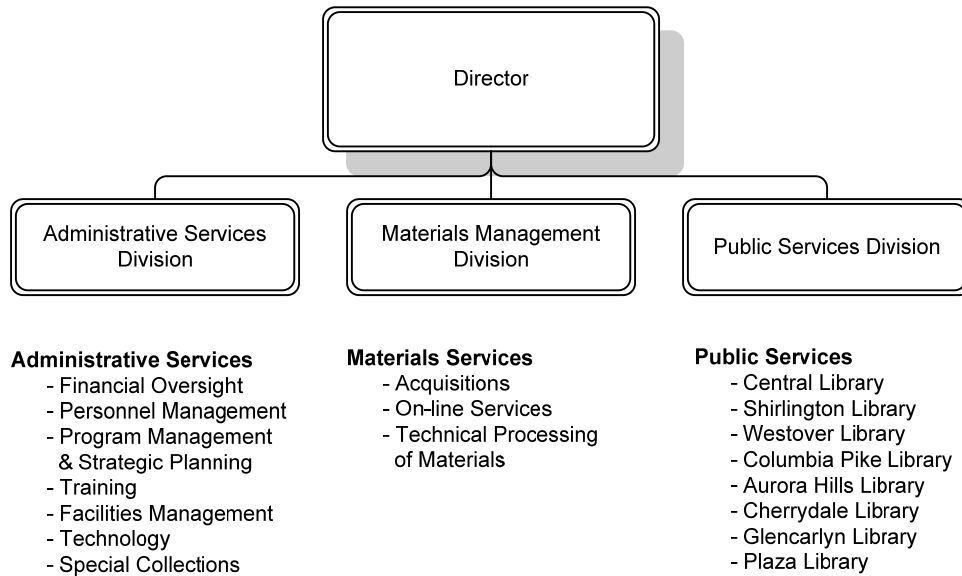 Director
Administrative Services
Division
Materials Management
Division
Public Services Division
Administrative Services
- Financial Oversight
- Personnel Management
- Program Management
& Strategic Planning
- Training
- Facilities Management
- Technology
- Special Collections
Materials Services
- Acquisitions
- On-line Services
- Technical Processing
of Materials
Public Services
- Central Library
- Shirlington Library
- Westover Library
- Columbia Pike Library
- Aurora Hills Library
- Cherrydale Library
- Glencarlyn Library
- Plaza Library